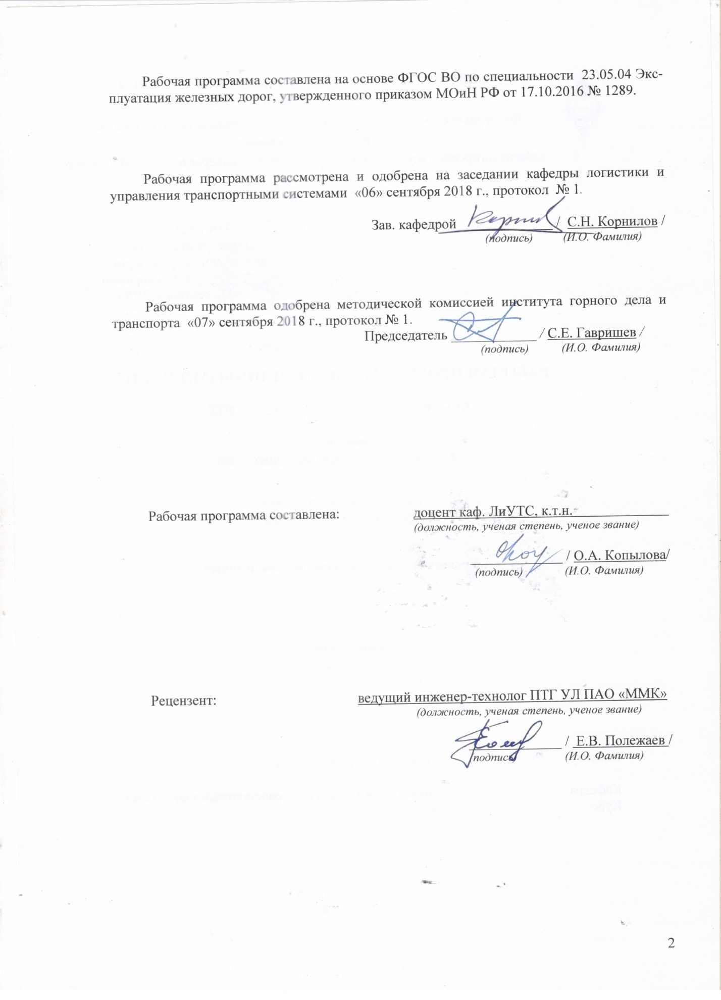 Рабочая программа составлена на основе ФГОС ВО по специальности 23.05.04 Экс-
плуатация железных дорог, утвержденного приказом МОиН РФ от 17.10.2016 № 1289.
Рабочая программа рассмотрена и одобрена на заседании кафедры логистики и
управления транспортными системами «06» сентября 2018 г., протокол № 1.
Зав. кафедрой / С.Н. Корнилов /
(подпись) (И.О. Фамилия)
Рабочая программа одобрена методической комиссией института горного дела и
транспорта «07» сентября 2018 г., протокол № 1.
Председатель / С.Е. Гавришев /
(подпись) (И.О. Фамилия)
Рабочая программа составлена: доцент каф. ЛиУТС, к.т.н.
(должность, ученая степень, ученое звание)
/ О.А. Копылова/
(подпись) (И.О. Фамилия)
Рецензент: ведущий инженер-технолог ПТГ УЛ ПАО «ММК»
(должность, ученая степень, ученое звание)
/ Е.В. Полежаев /
(подпись) (И.О. Фамилия)
2